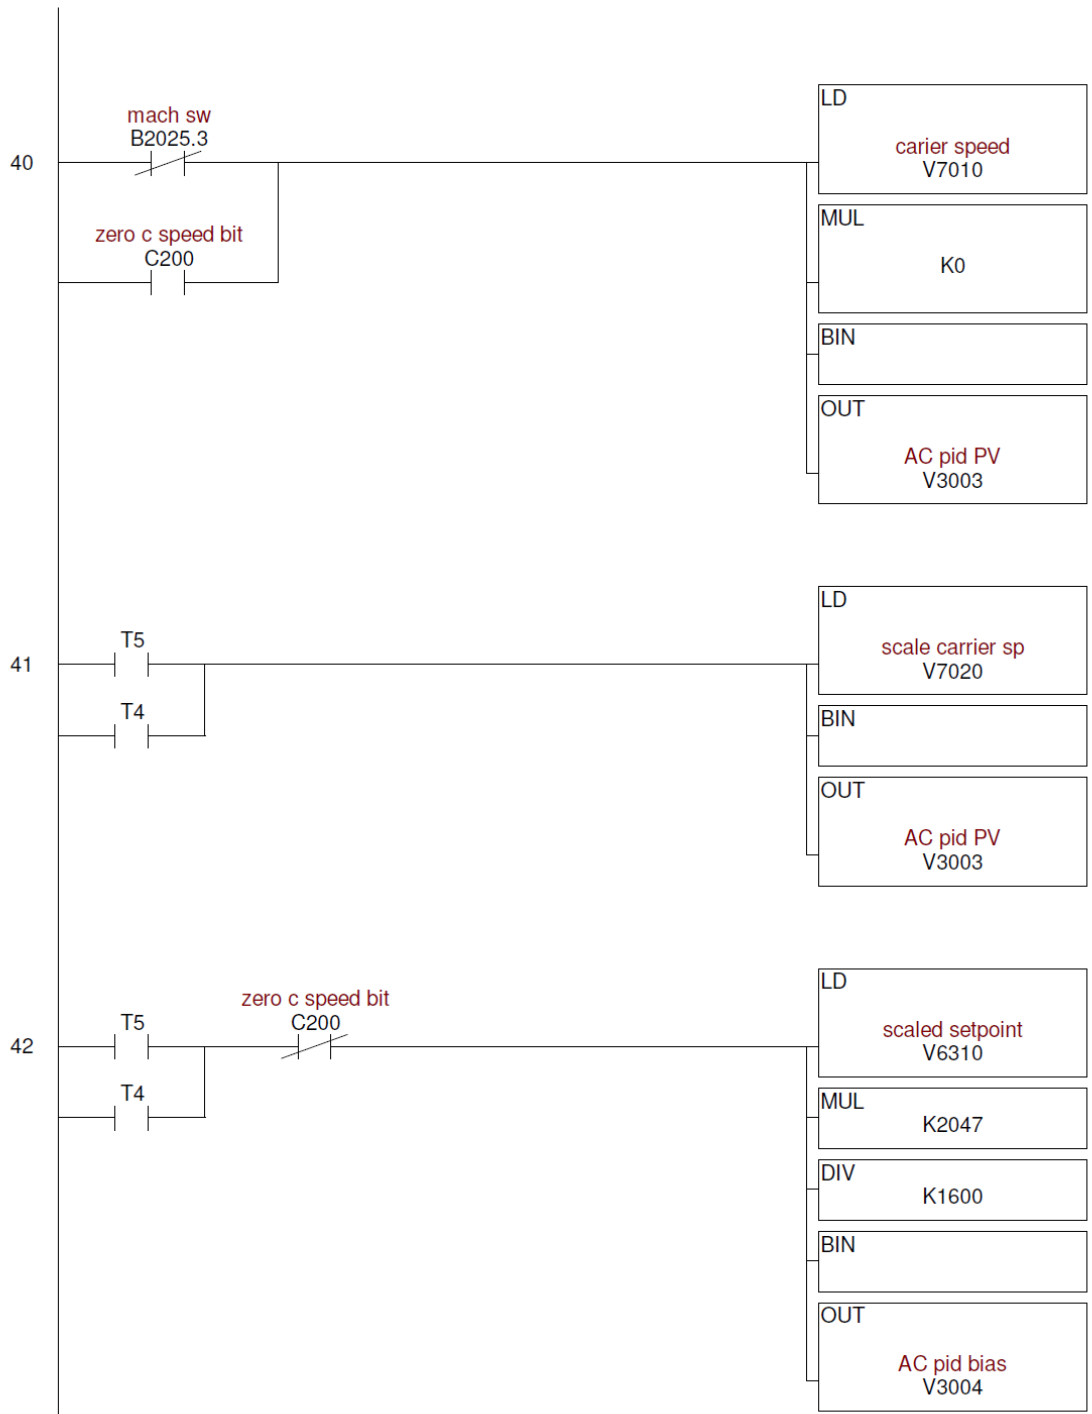 LD
mach sw
B2025.3
40
carier speed
V7010
MUL
zero c speed bit
C200
K0
BIN
OUT
AC pid PV
V3003
LD
T5
41
scale carrier sp
V7020
T4
BIN
OUT
AC pid PV
V3003
LD
zero c speed bit
T5
C200
42
scaled setpoint
V6310
T4
MUL
K2047
DIV
K1600
BIN
OUT
AC pid bias
V3004